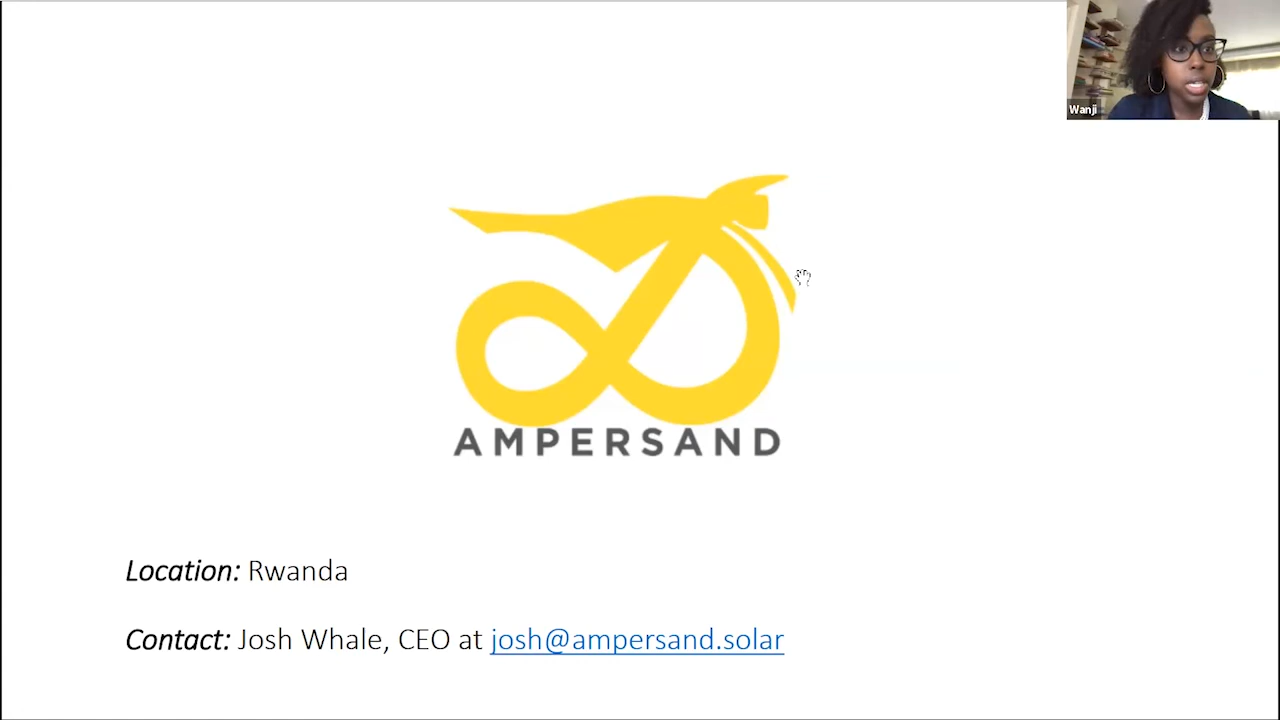 Wanji
AMPERSAND
Location: Rwanda
Contact: Josh Whale, CEO at josh@ampersand.solar